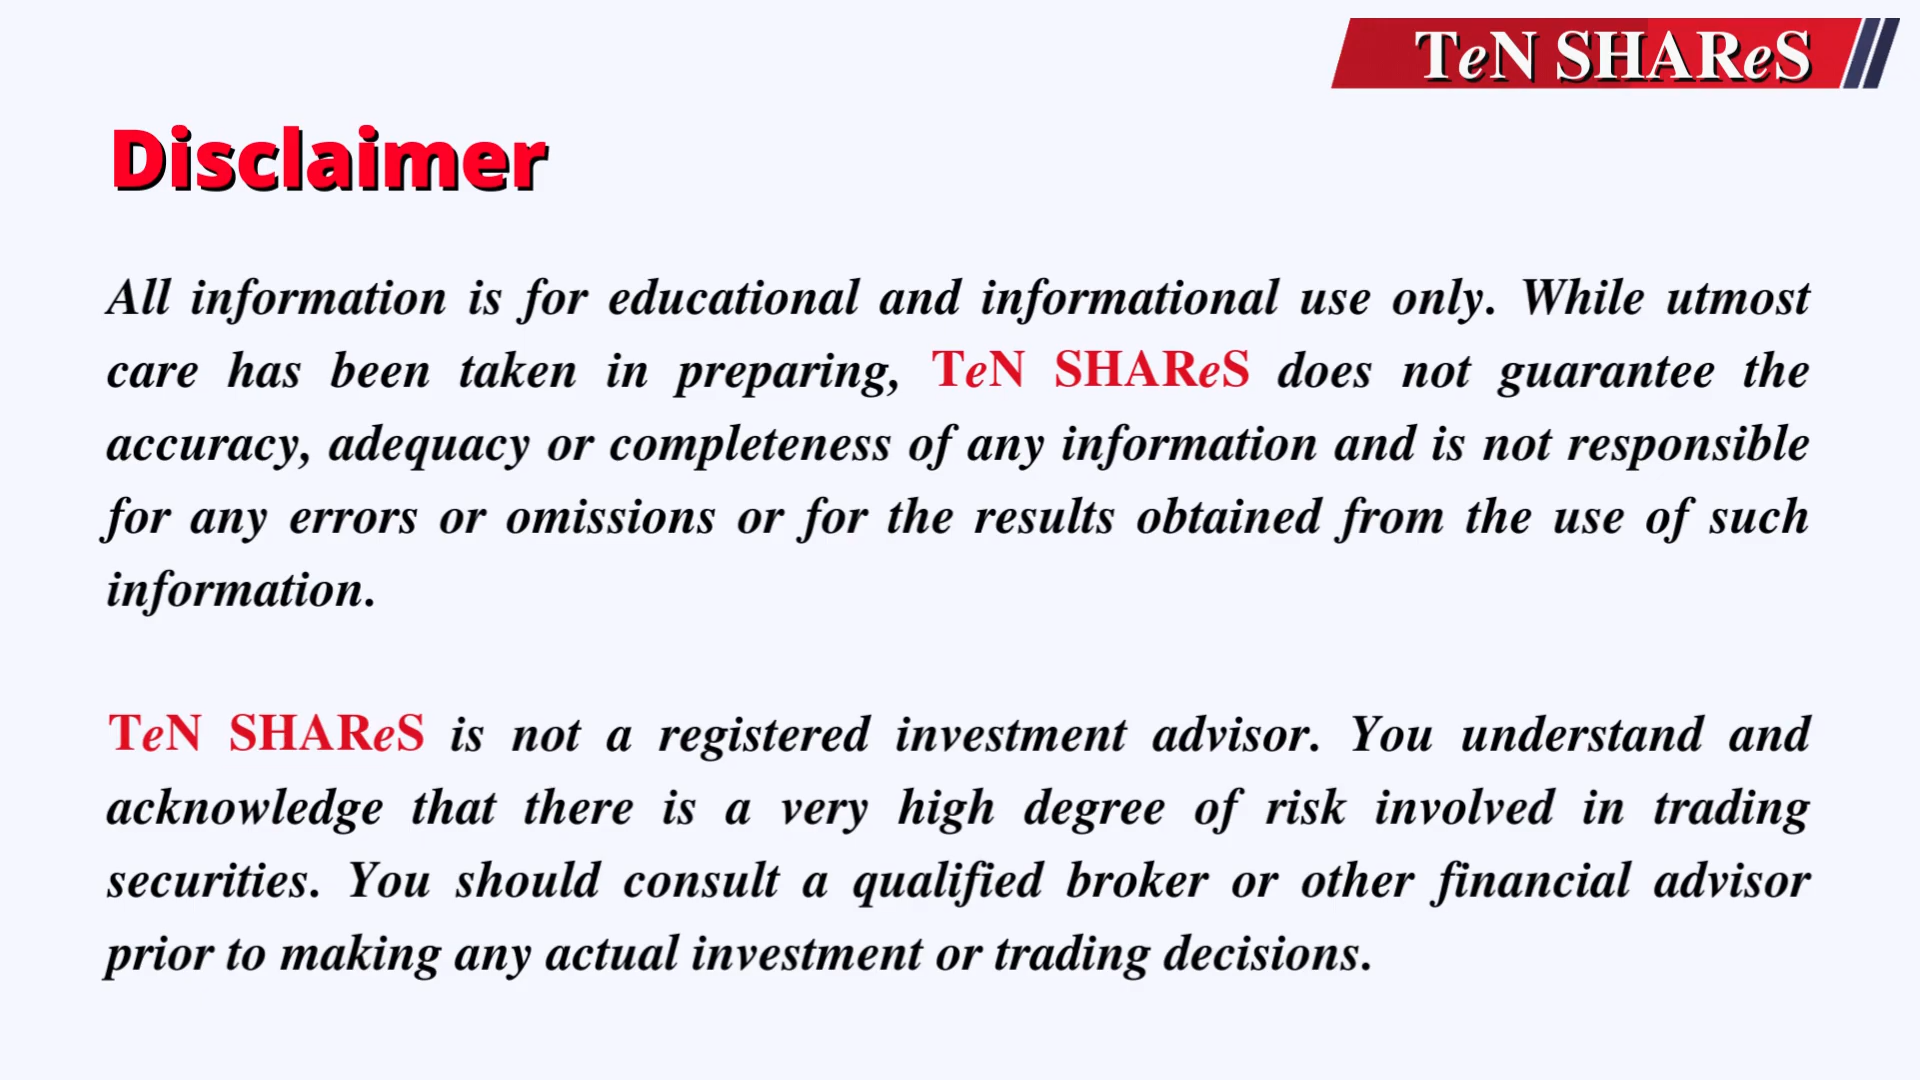 TeN SHAReS
Disclaimer
All information is for educational and informational use only. While utmost
care has been taken in preparing, TeN SHAReS does not guarantee the
accuracy, adequacy or completeness of any information and is not responsible
for any errors or omissions or for the results obtained from the use of such
information.
TeN SHAReS is not a registered investment advisor. You understand and
acknowledge that there is a very high degree of risk involved in trading
securities. You should consult a qualified broker or other financial advisor
prior to making any actual investment or trading decisions.